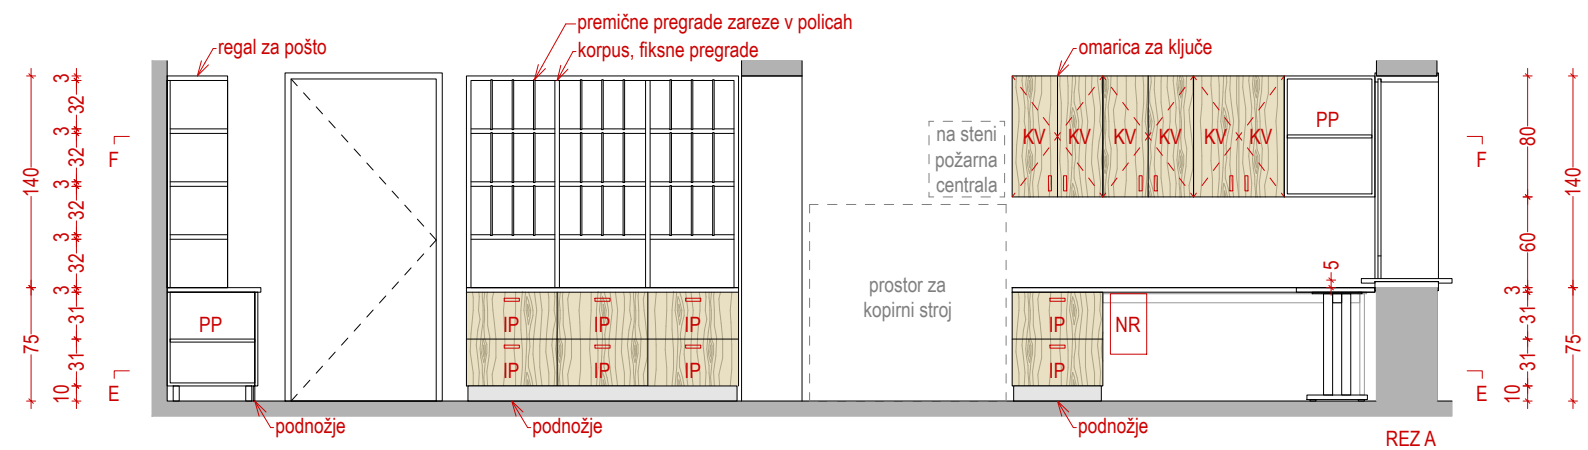 premične pregrade zareze v policah
regal za pošto
korpus, fiksne pregrade
omarica za ključe
3
32
3
32
3
32
3
32
3
31
31
10
140
75
F
E
PP
podnožje
IP
IP
IP
IP
IP
IP
podnožje
na steni
požarna
centrala
prostor za
kopirni stroj
KV
KV
KV
KV
KV
KV
PP
IP
IP
NR
podnožje
5
F
E
80
60
3
31
31
10
140
75
REZ A